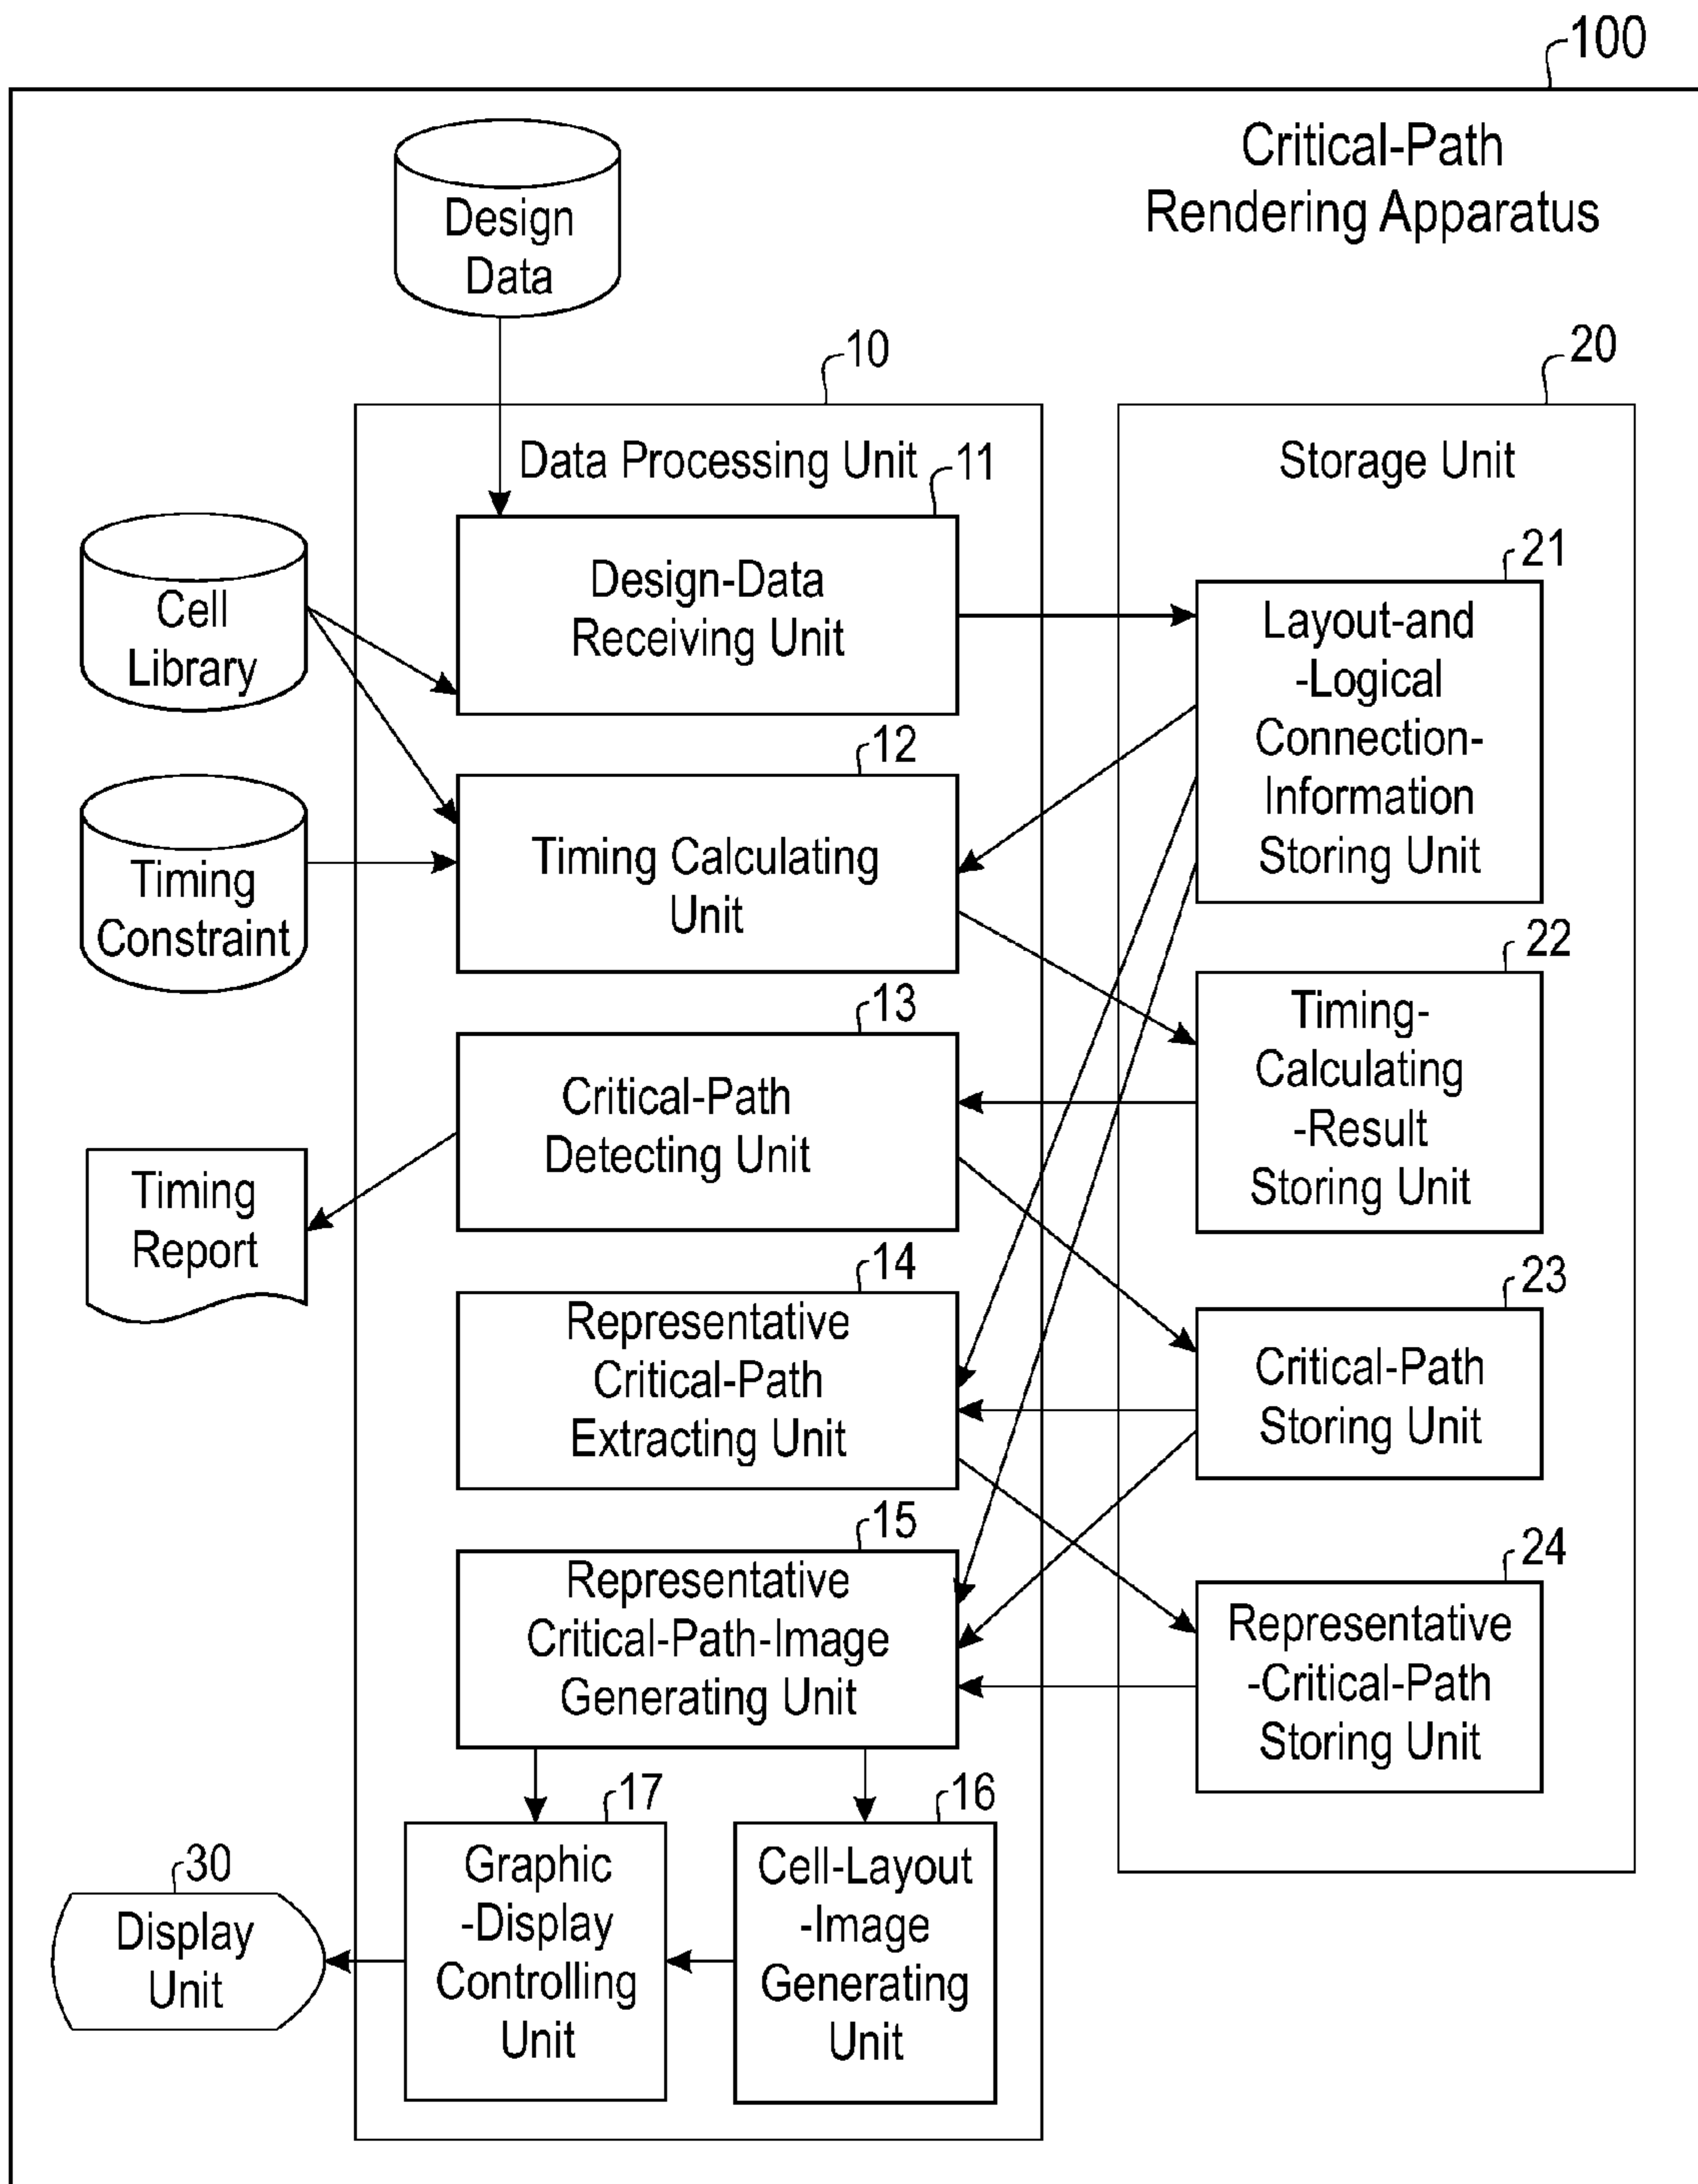 100
Critical-Path
Rendering Apparatus
Design
Data
10
20
Data Processing Unit
11
Storage Unit
Cell
Library
Design-Data
Receiving Unit
21
Layout-and
-Logical
Connection-
Information
Storing Unit
12
Timing
Constraint
Timing Calculating
Unit
22
Timing-
Calculating
-Result
Storing Unit
13
Critical-Path
Detecting Unit
Timing
Report
14
Representative
Critical-Path
Extracting Unit
23
Critical-Path
Storing Unit
15
Representative
Critical-Path-Image
Generating Unit
24
Representative
-Critical-Path
Storing Unit
17
Graphic
-Display
Controlling
Unit
16
Cell-Layout
-Image
Generating
Unit
30
Display
Unit